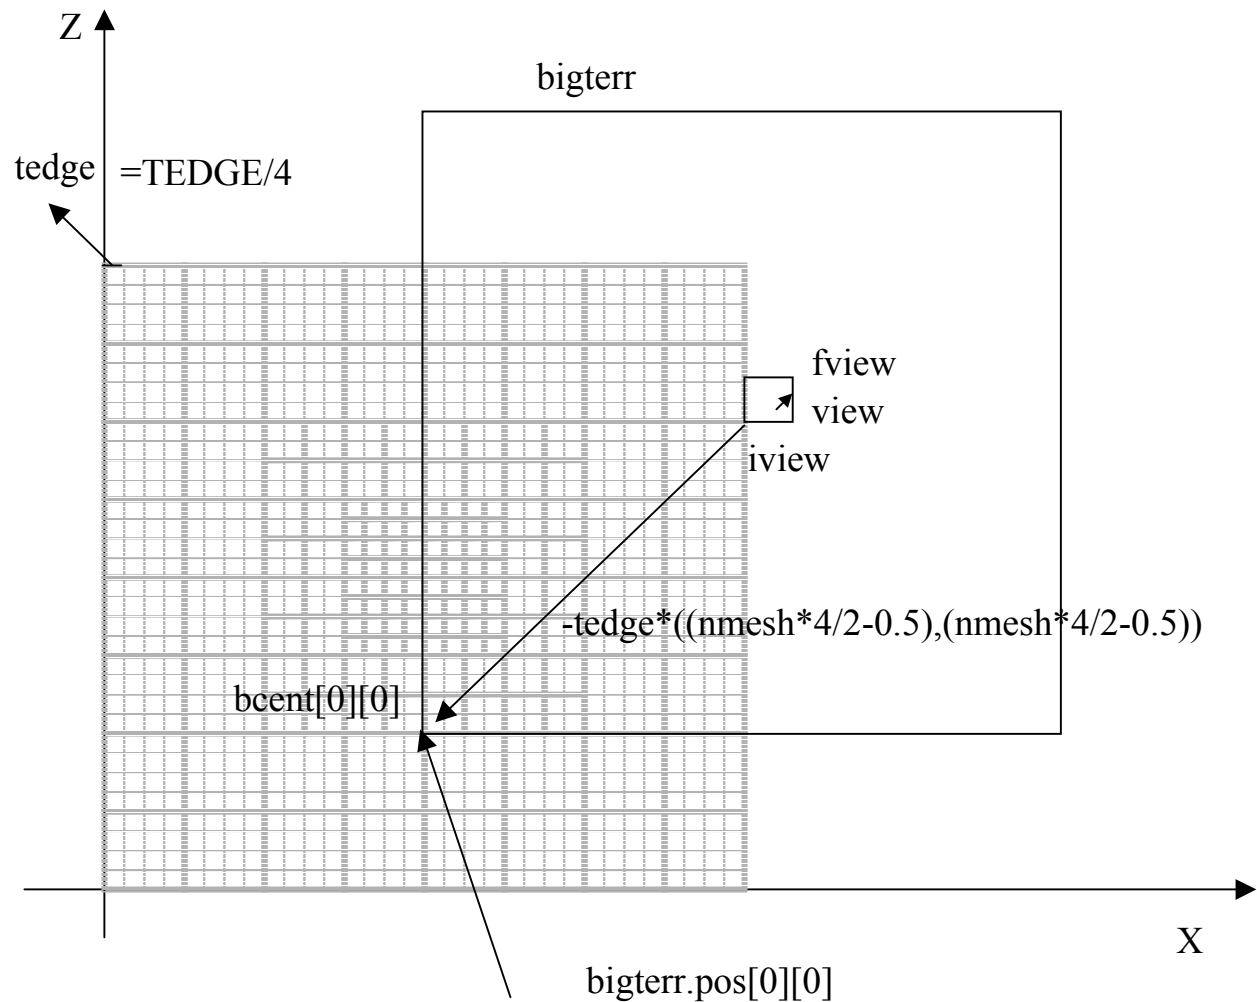 Z
bigterr
tedge =TEDGE/4
fview
view
iview
-tedge*((nmesh*4/2-0.5),(nmesh*4/2-0.5))
bcent[0][0]
X
bigterr.pos[0][0]